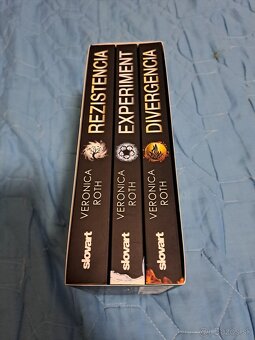 REZISTENCIA
VERONICA
ROTH
slovart
EXPERIMENT
VERONICA
ROTH
slovart
DIVERGENCIA
VERONICA
ROTH
slovart